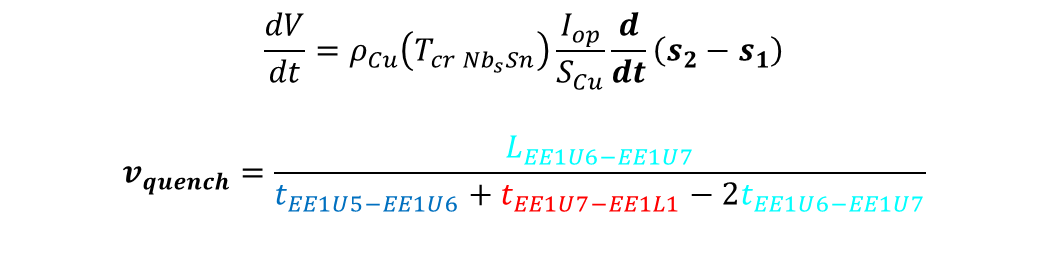 dV/dt = ρ_Cu(T_cr Nb_sSn) I_op/S_Cu d/dt (s_2 − s_1)
v_quench = L_EE1U6−EE1U7 / (t_EE1U5−EE1U6 + t_EE1U7−EE1L1 − 2t_EE1U6−EE1U7)